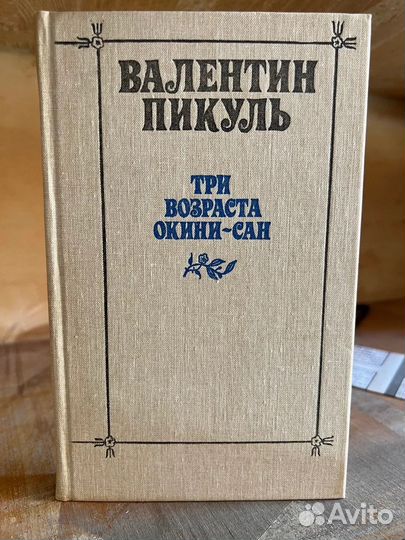 ВАЛЕНТИН
ПИКУЛЬ
ТРИ
ВОЗРАСТА
ОКИНИ-САН
Avito